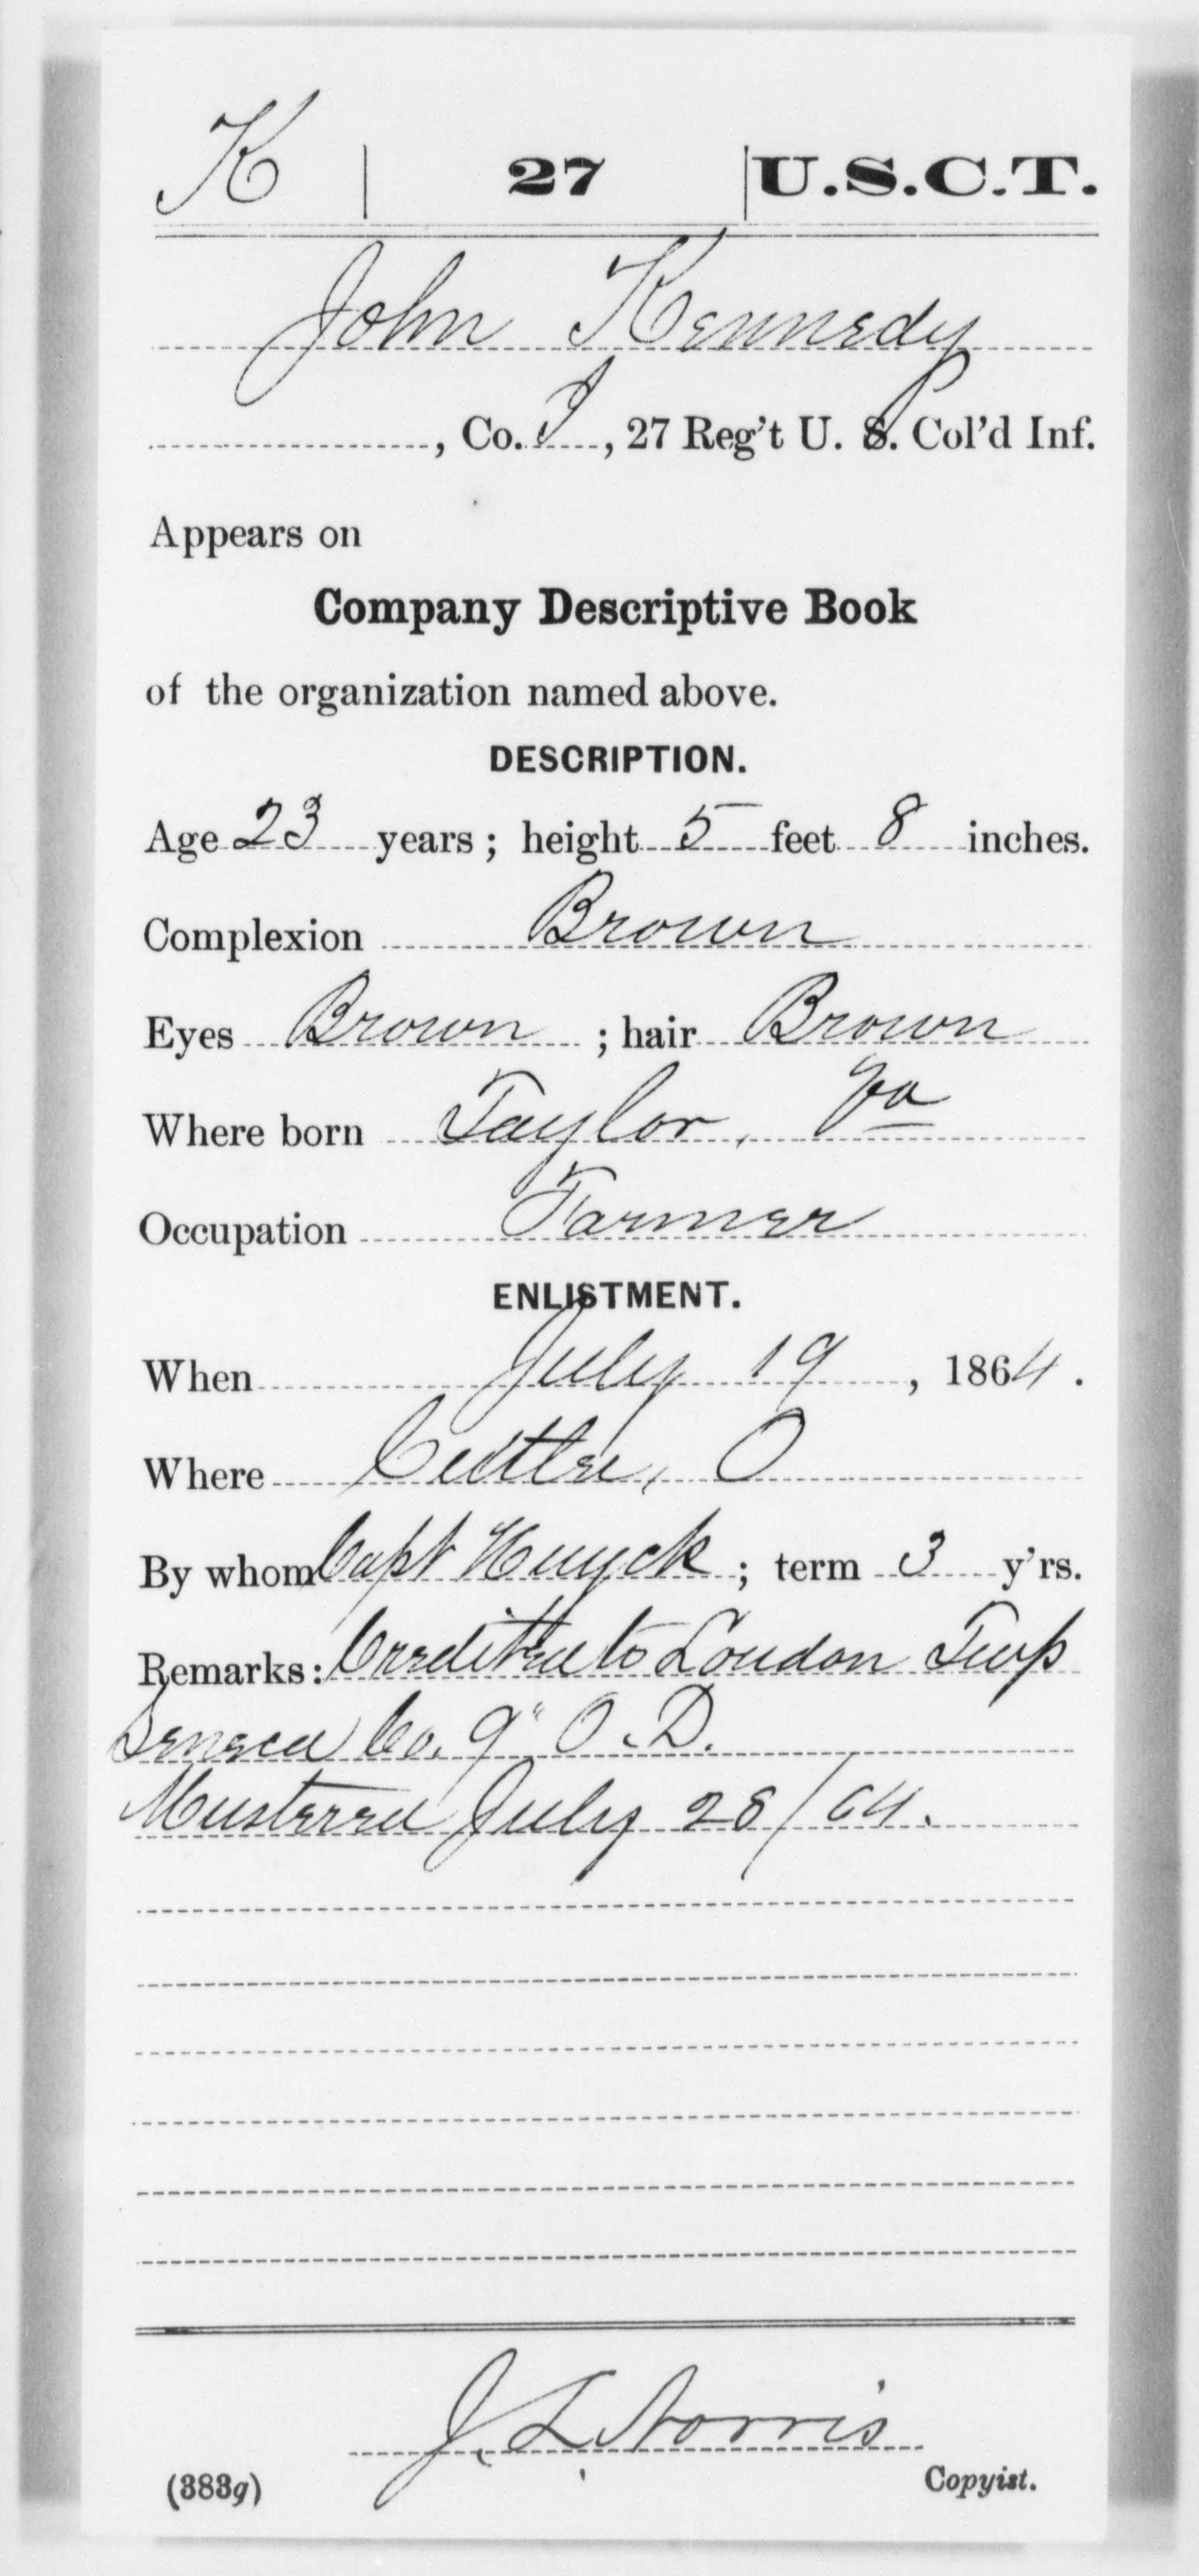 K | 27 | U.S.C.T.
John Kennedy
, Co. I, 27 Reg't U. S. Col'd Inf.
Appears on
Company Descriptive Book
of the organization named above.
DESCRIPTION.
Age 23 years; height 5 feet 8 inches.
Complexion Brown
Eyes Brown; hair Brown
Where born Taylor, Va
Occupation Farmer
ENLISTMENT.
When July 19, 1864.
Where O
By whom Capt Huyck; term 3 y'rs.
Remarks: Credited to Loudon Twp
Seneca Co. 9" O. D.
Mustered July 28/64.
J. L. Norris
(383g) Copyist.